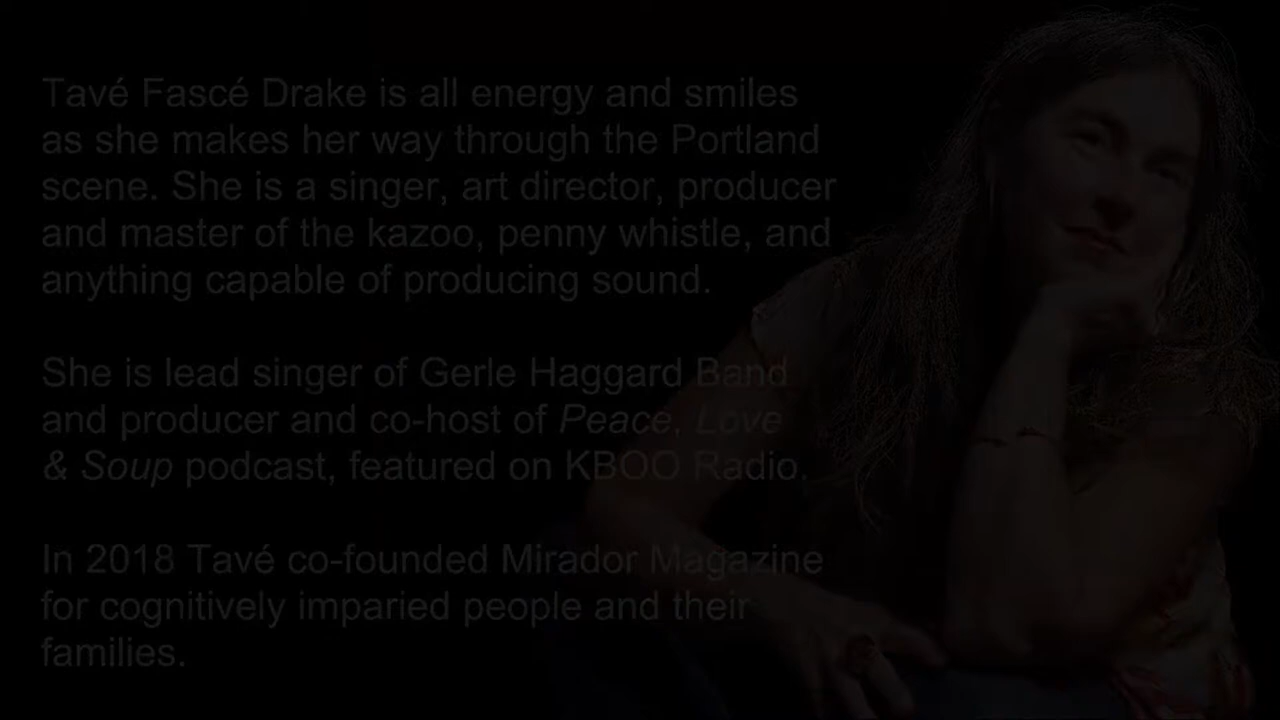 Tavé Fascé Drake is all energy and smiles
as she makes her way through the Portland
scene. She is a singer, art director, producer
and master of the kazoo, penny whistle, and
anything capable of producing sound.
She is lead singer of Gerle Haggard Band
and producer and co-host of Peace, Love
& Soup podcast, featured on KBOO Radio.
In 2018 Tavé co-founded Mirador Magazine
for cognitively imparied people and their
families.